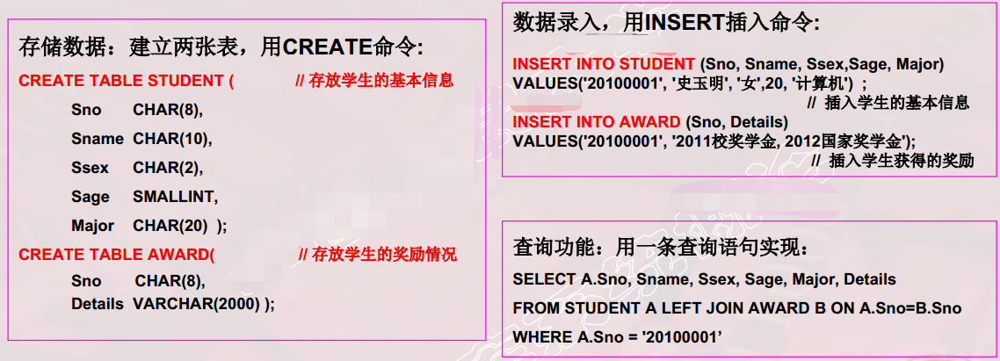 存储数据：建立两张表，用CREATE命令:
CREATE TABLE STUDENT ( // 存放学生的基本信息
Sno CHAR(8),
Sname CHAR(10),
Ssex CHAR(2),
Sage SMALLINT,
Major CHAR(20) );
CREATE TABLE AWARD( // 存放学生的奖励情况
Sno CHAR(8),
Details VARCHAR(2000) );
数据录入，用INSERT插入命令:
INSERT INTO STUDENT (Sno, Sname, Ssex,Sage, Major)
VALUES('20100001', '史玉明', '女',20, '计算机') ;
// 插入学生的基本信息
INSERT INTO AWARD (Sno, Details)
VALUES('20100001', '2011校奖学金, 2012国家奖学金');
// 插入学生获得的奖励
查询功能：用一条查询语句实现：
SELECT A.Sno, Sname, Ssex, Sage, Major, Details
FROM STUDENT A LEFT JOIN AWARD B ON A.Sno=B.Sno
WHERE A.Sno = '20100001’